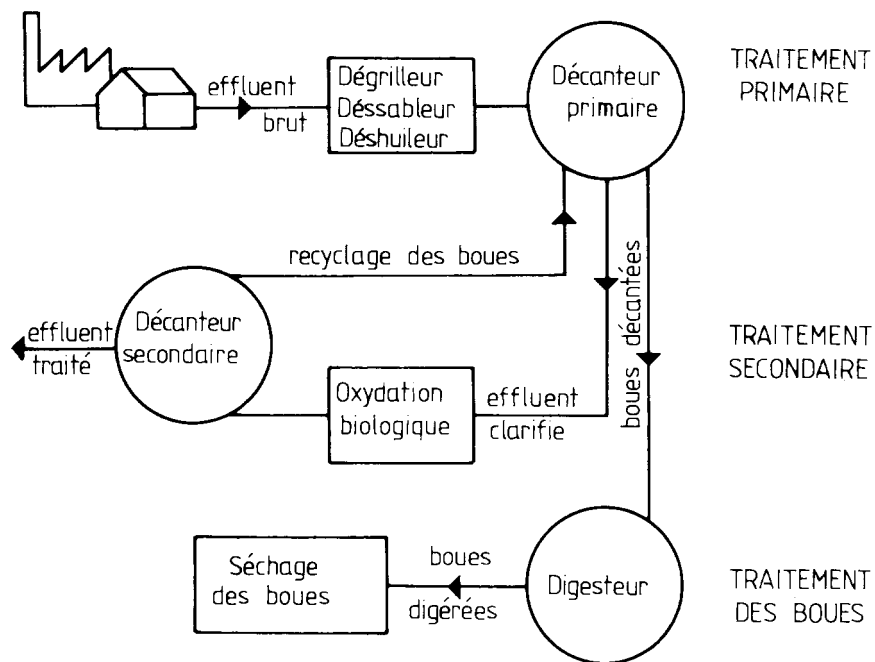 effluent
brut
Dégrilleur
Déssableur
Déshuileur
Décanteur
primaire
TRAITEMENT
PRIMAIRE
recyclage des boues
boues décantées
effluent
traité
Décanteur
secondaire
Oxydation
biologique
effluent
clarifie
TRAITEMENT
SECONDAIRE
Séchage
des boues
boues
digérées
Digesteur
TRAITEMENT
DES BOUES